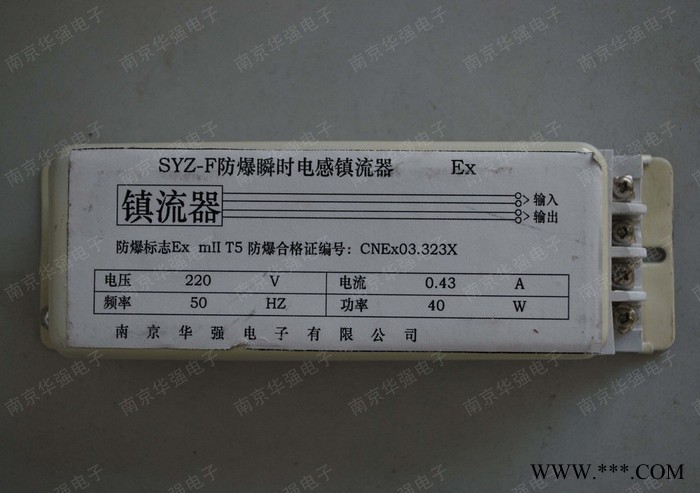 SYZ-F防爆瞬时电感镇流器 Ex
镇流器
输入
输出
防爆标志Ex mII T5 防爆合格证编号：CNEx03.323X
电压 220 V 电流 0.43 A
频率 50 HZ 功率 40 W
南京华强电子有限公司
南京华强电子
WWW.***.COM